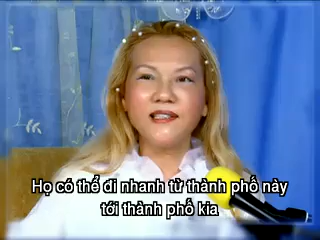 Họ có thể đi nhanh từ thành phố này
tới thành phố kia